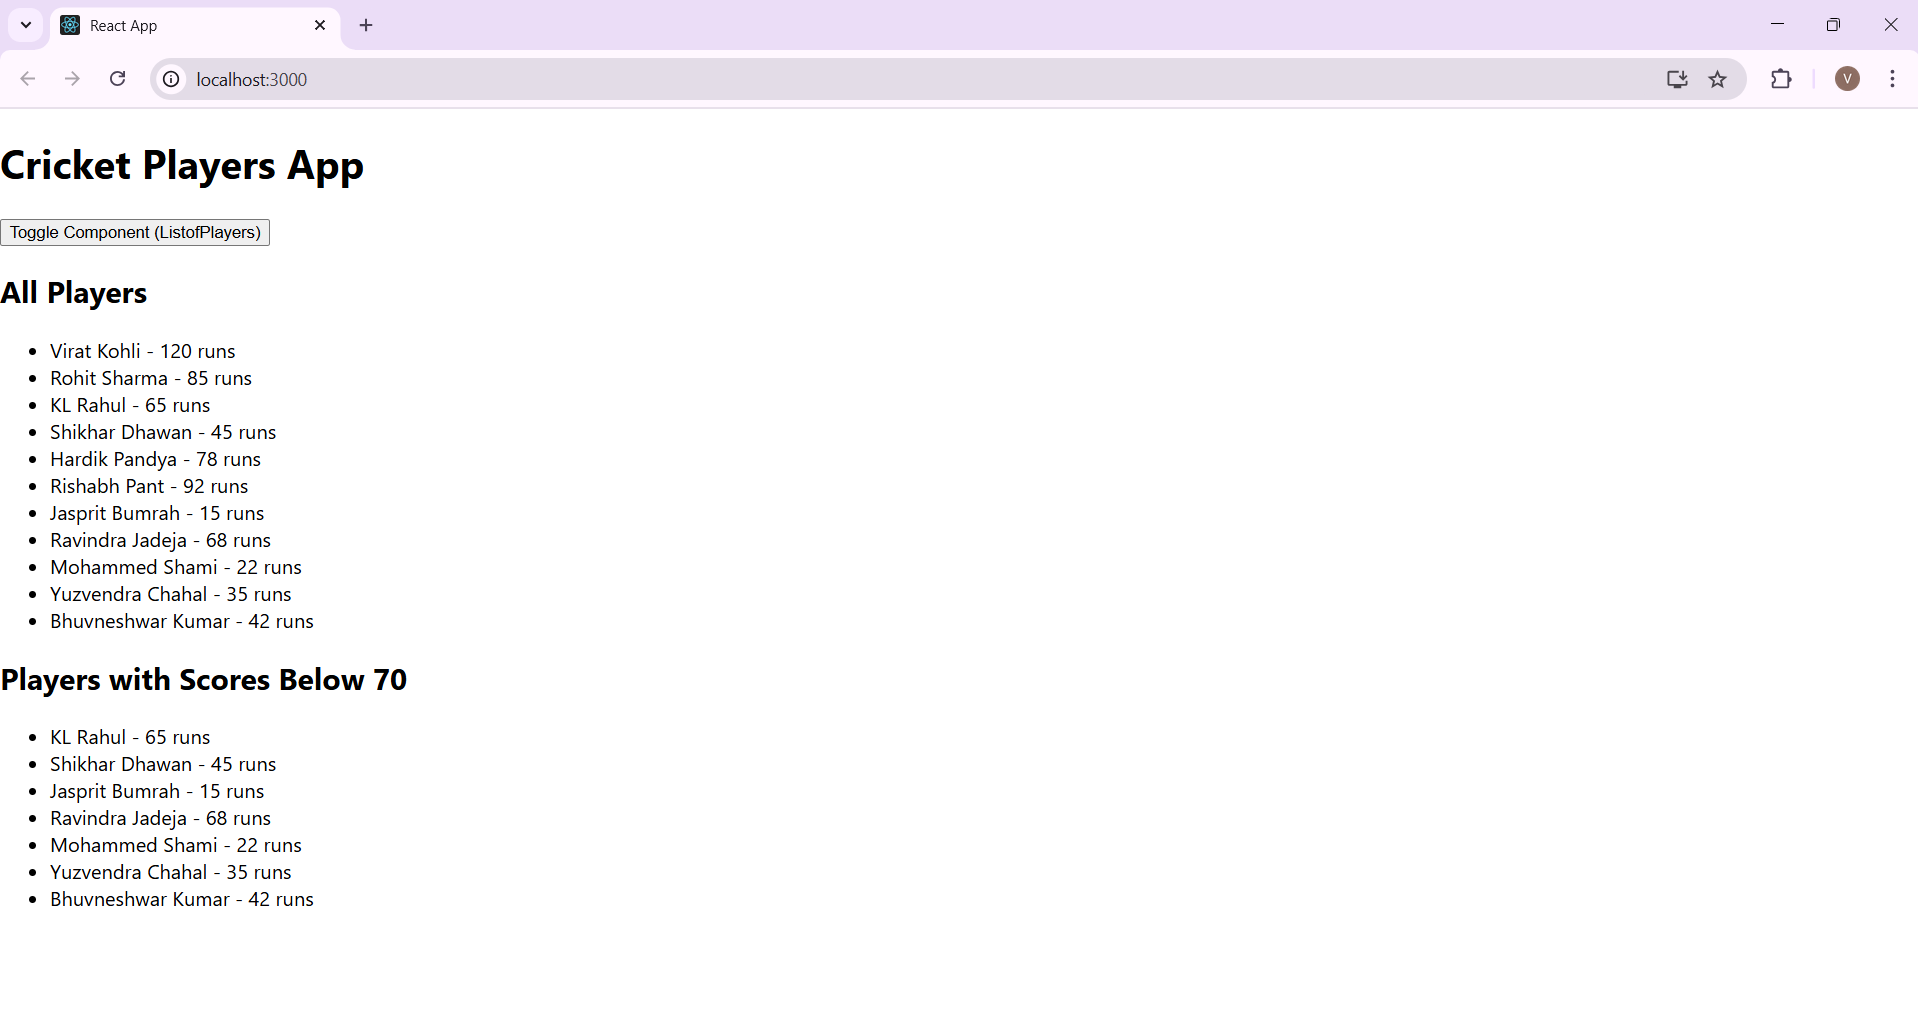 React App
localhost:3000
V
Cricket Players App
Toggle Component (ListofPlayers)
All Players
Virat Kohli - 120 runs
Rohit Sharma - 85 runs
KL Rahul - 65 runs
Shikhar Dhawan - 45 runs
Hardik Pandya - 78 runs
Rishabh Pant - 92 runs
Jasprit Bumrah - 15 runs
Ravindra Jadeja - 68 runs
Mohammed Shami - 22 runs
Yuzvendra Chahal - 35 runs
Bhuvneshwar Kumar - 42 runs
Players with Scores Below 70
KL Rahul - 65 runs
Shikhar Dhawan - 45 runs
Jasprit Bumrah - 15 runs
Ravindra Jadeja - 68 runs
Mohammed Shami - 22 runs
Yuzvendra Chahal - 35 runs
Bhuvneshwar Kumar - 42 runs